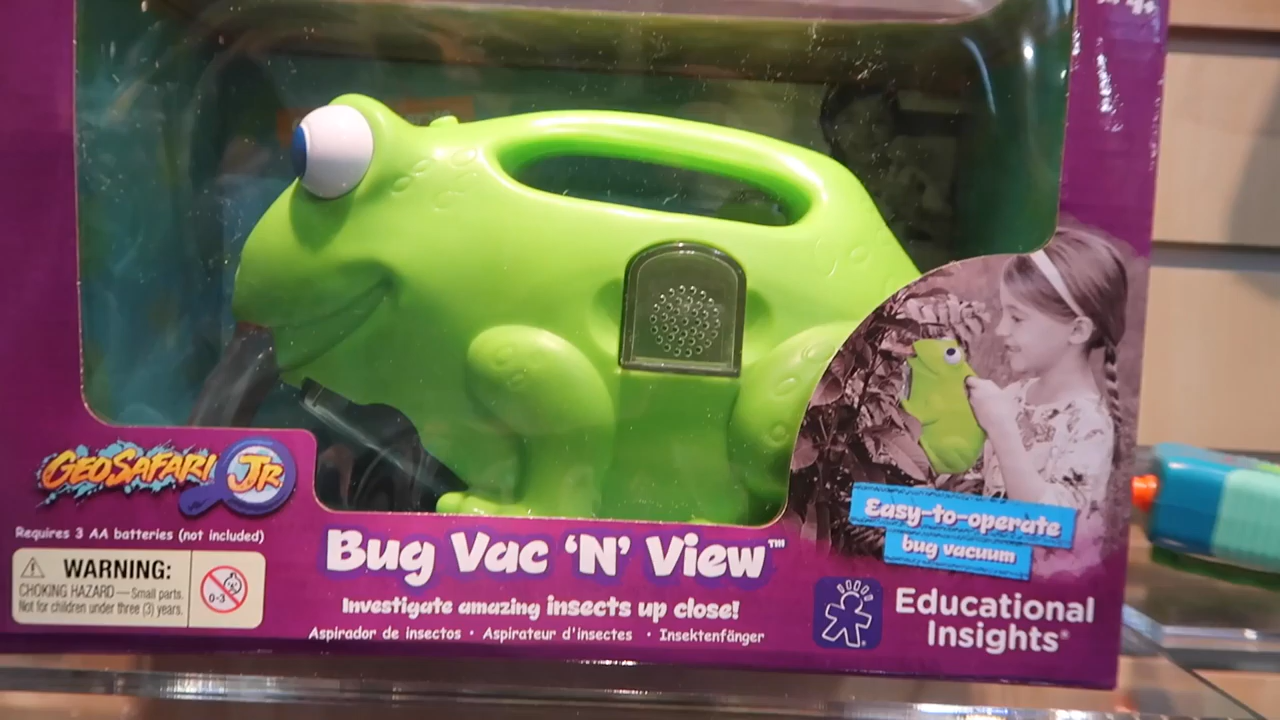 GEOSAFARI JR
Requires 3 AA batteries (not included)
WARNING:
CHOKING HAZARD — Small parts.
Not for children under three (3) years.
0-3
Bug Vac 'N' View™
Investigate amazing insects up close!
Aspirador de insectos · Aspirateur d'insectes · Insektenfänger
Easy-to-operate
bug vacuum
Educational
Insights®